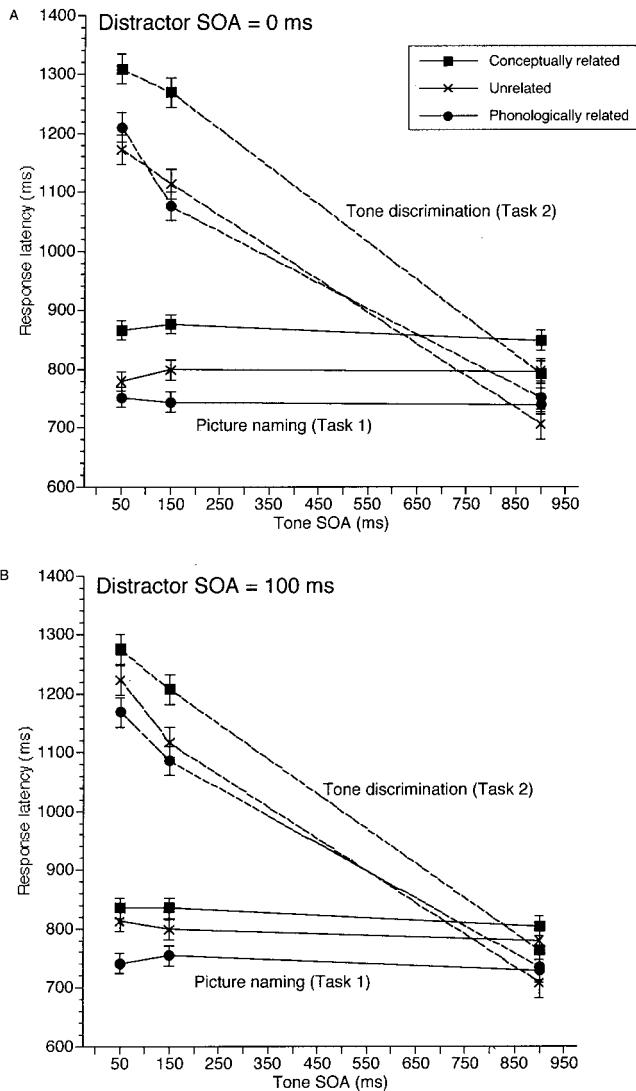 A
Distractor SOA = 0 ms
1400
1300
1200
1100
1000
900
800
700
600
Response latency (ms)
Conceptually related
Unrelated
Phonologically related
Tone discrimination (Task 2)
Picture naming (Task 1)
50 150 250 350 450 550 650 750 850 950
Tone SOA (ms)
B
Distractor SOA = 100 ms
1400
1300
1200
1100
1000
900
800
700
600
Response latency (ms)
Tone discrimination (Task 2)
Picture naming (Task 1)
50 150 250 350 450 550 650 750 850 950
Tone SOA (ms)